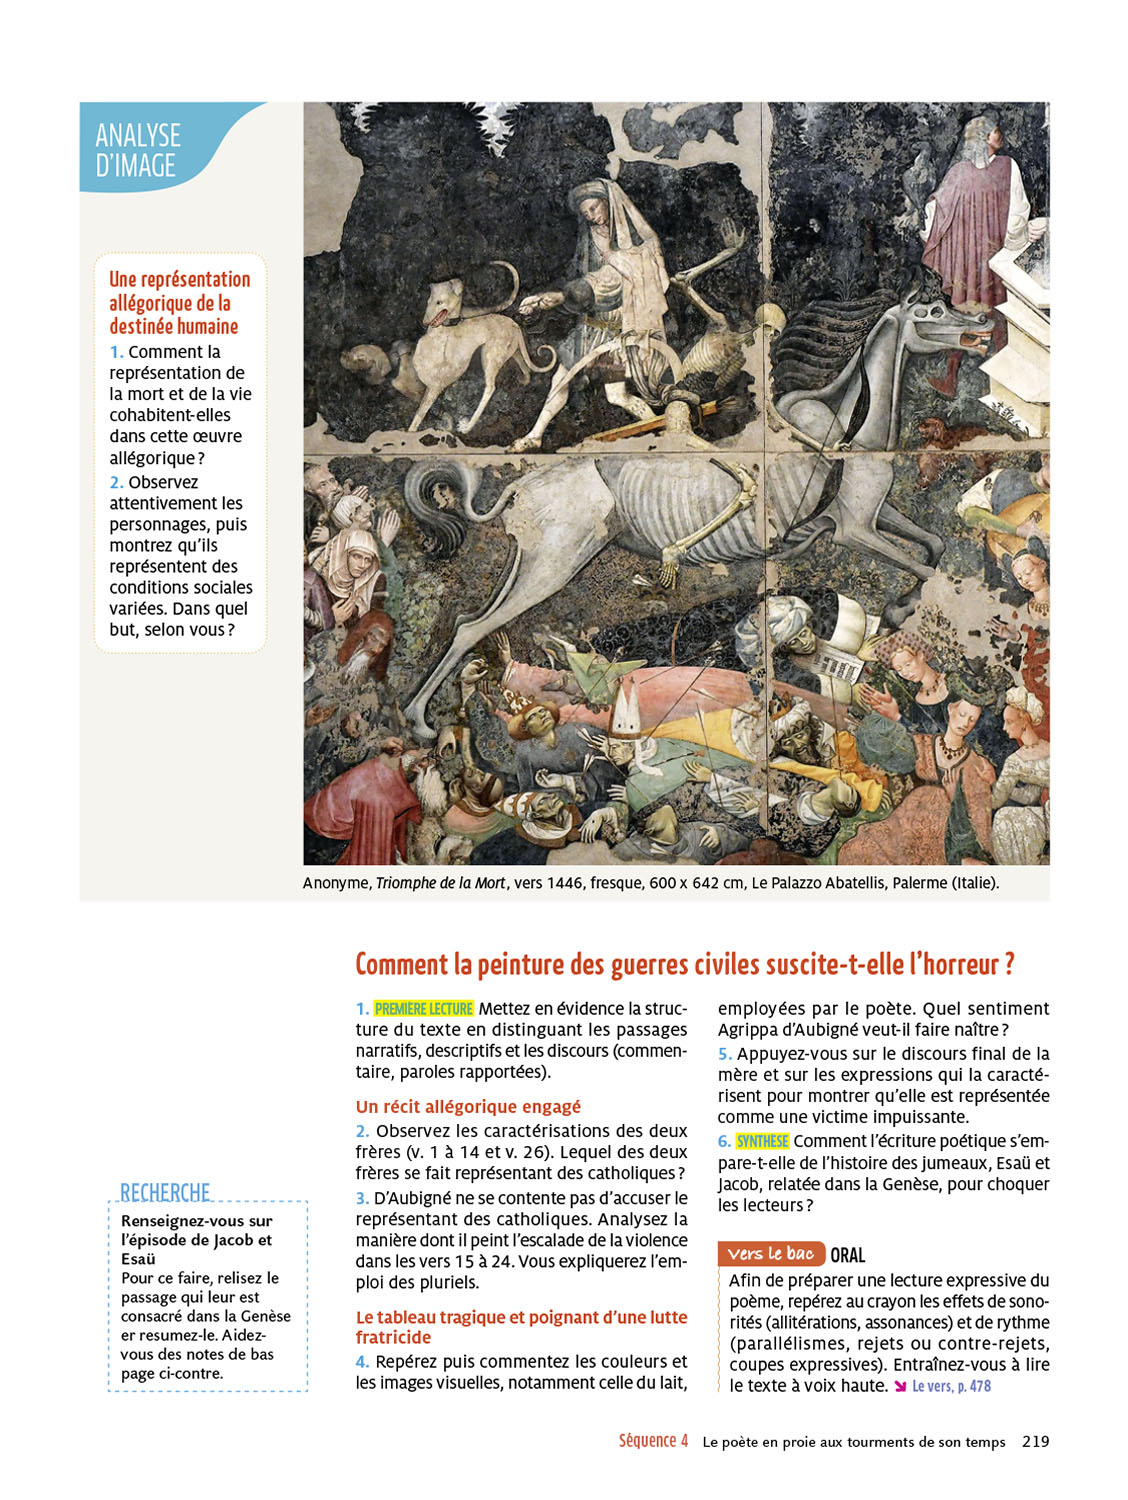 ANALYSE
D'IMAGE
Une représentation
allégorique de la
destinée humaine
1. Comment la
représentation de
la mort et de la vie
cohabitent-elles
dans cette œuvre
allégorique ?
2. Observez
attentivement les
personnages, puis
montrez qu'ils
représentent des
conditions sociales
variées. Dans quel
but, selon vous ?
Anonyme, Triomphe de la Mort, vers 1446, fresque, 600 x 642 cm, Le Palazzo Abatellis, Palerme (Italie).
Comment la peinture des guerres civiles suscite-t-elle l'horreur ?
1. PREMIÈRE LECTURE Mettez en évidence la struc-
ture du texte en distinguant les passages
narratifs, descriptifs et les discours (commen-
taire, paroles rapportées).
Un récit allégorique engagé
2. Observez les caractérisations des deux
frères (v. 1 à 14 et v. 26). Lequel des deux
frères se fait représentant des catholiques ?
3. D'Aubigné ne se contente pas d'accuser le
représentant des catholiques. Analysez la
manière dont il peint l'escalade de la violence
dans les vers 15 à 24. Vous expliquerez l'em-
ploi des pluriels.
Le tableau tragique et poignant d'une lutte
fratricide
4. Repérez puis commentez les couleurs et
les images visuelles, notamment celle du lait,
employées par le poète. Quel sentiment
Agrippa d'Aubigné veut-il faire naître ?
5. Appuyez-vous sur le discours final de la
mère et sur les expressions qui la caracté-
risent pour montrer qu'elle est représentée
comme une victime impuissante.
6. SYNTHÈSE Comment l'écriture poétique s'em-
pare-t-elle de l'histoire des jumeaux, Esaü et
Jacob, relatée dans la Genèse, pour choquer
les lecteurs ?
Vers le bac ORAL
Afin de préparer une lecture expressive du
poème, repérez au crayon les effets de sono-
rités (allitérations, assonances) et de rythme
(parallélismes, rejets ou contre-rejets,
coupes expressives). Entraînez-vous à lire
le texte à voix haute. ↘ Le vers, p. 478
RECHERCHE
Renseignez-vous sur
l'épisode de Jacob et
Esaü
Pour ce faire, relisez le
passage qui leur est
consacré dans la Genèse
er resumez-le. Aidez-
vous des notes de bas
page ci-contre.
Séquence 4 Le poète en proie aux tourments de son temps 219